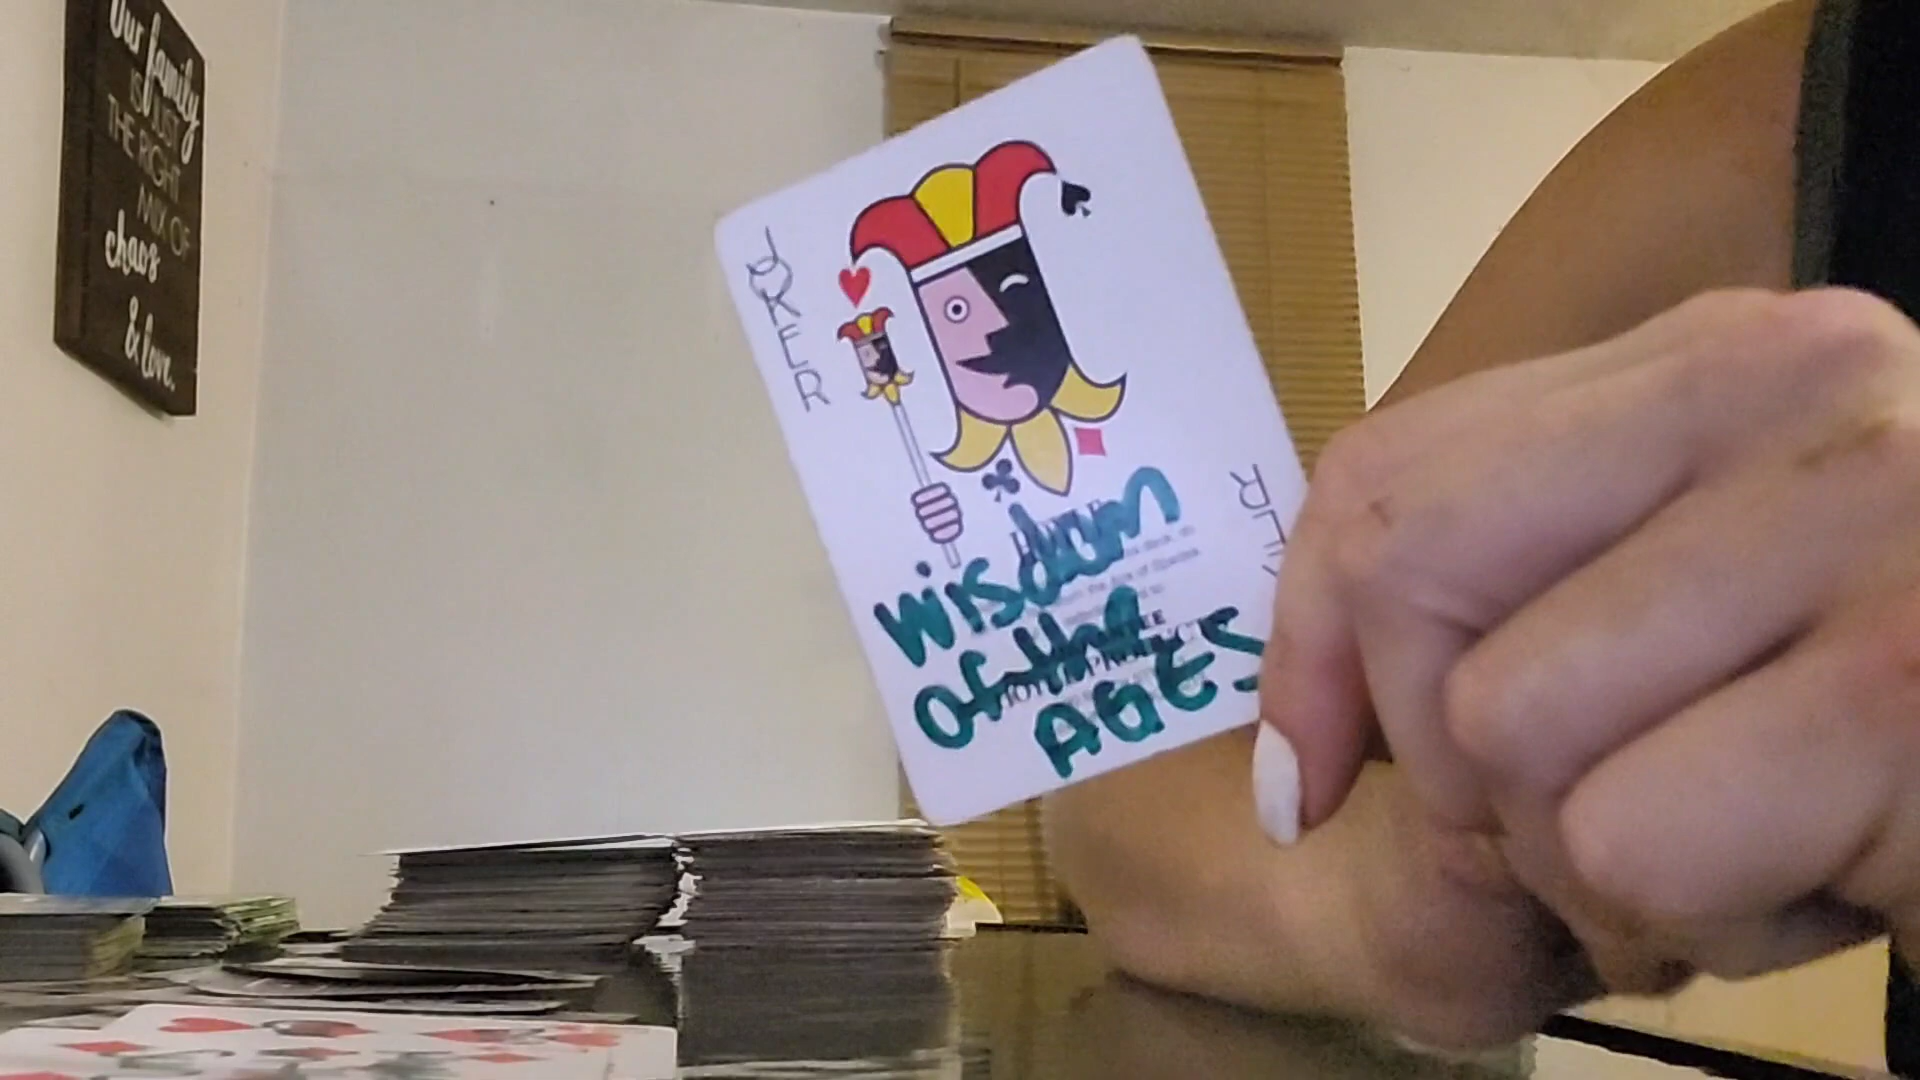 Our family
IS JUST
THE RIGHT
MIX OF
chaos
& love.
JOKER
wisdom
of the
AGES